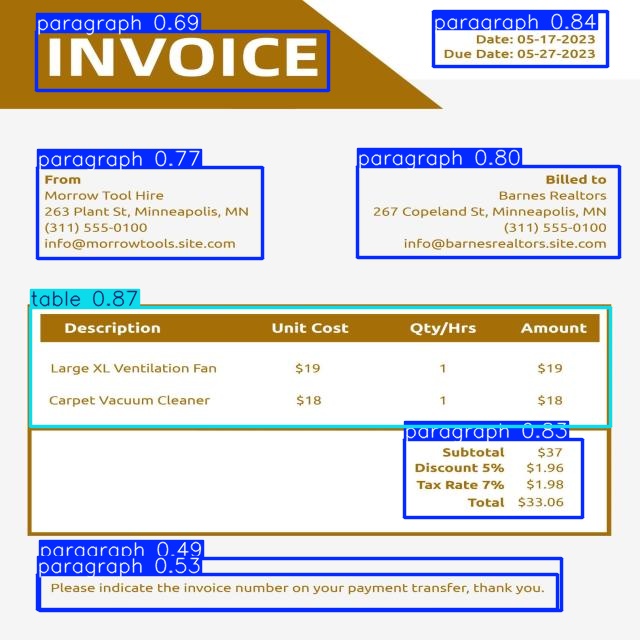 paragraph 0.69
INVOICE
paragraph 0.84
Date: 05-17-2023
Due Date: 05-27-2023
paragraph 0.77
From
Morrow Tool Hire
263 Plant St, Minneapolis, MN
(311) 555-0100
info@morrowtools.site.com
paragraph 0.80
Billed to
Barnes Realtors
267 Copeland St, Minneapolis, MN
(311) 555-0100
info@barnesrealtors.site.com
table 0.87
Description Unit Cost Qty/Hrs Amount
Large XL Ventilation Fan $19 1 $19
Carpet Vacuum Cleaner $18 1 $18
paragraph 0.83
Subtotal $37
Discount 5% $1.96
Tax Rate 7% $1.98
Total $33.06
paragraph 0.49
paragraph 0.53
Please indicate the invoice number on your payment transfer, thank you.